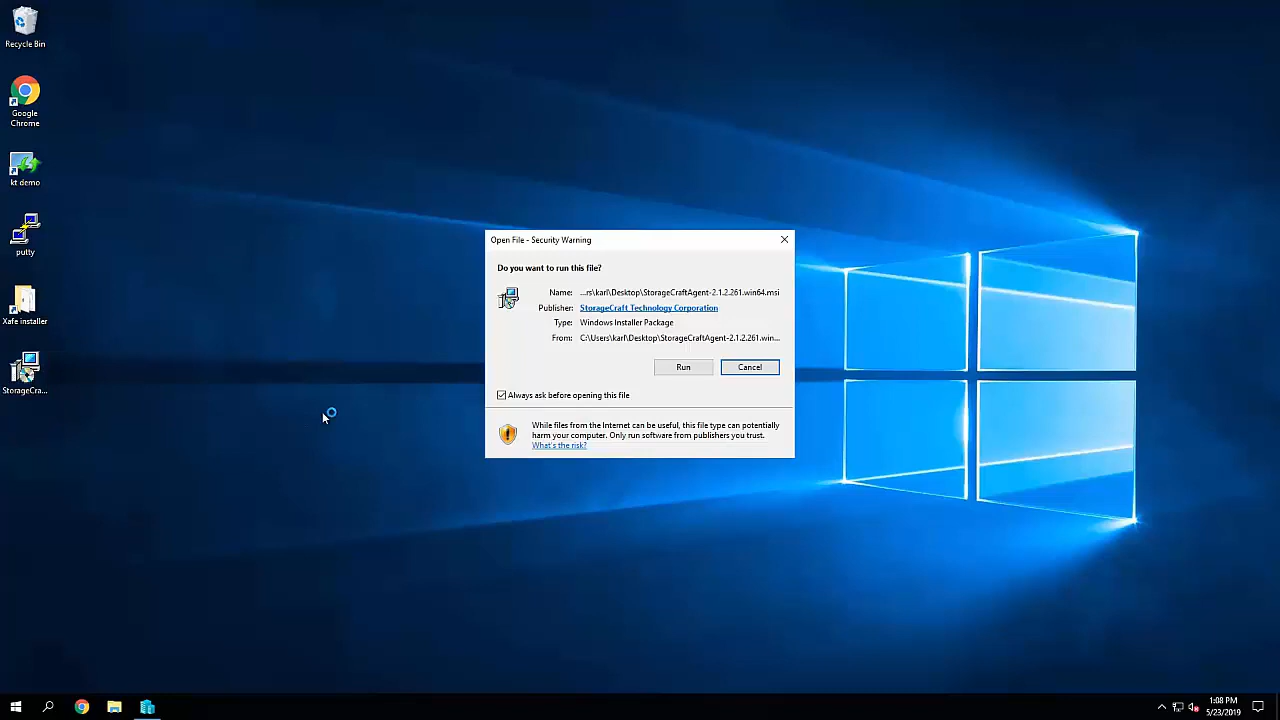 Recycle Bin
Google
Chrome
kt demo
putty
Xafe installer
StorageCra...
Open File - Security Warning
Do you want to run this file?
Name: ...rs\karl\Desktop\StorageCraftAgent-2.1.2.261.win64.msi
Publisher: StorageCraft Technology Corporation
Type: Windows Installer Package
From: C:\Users\karl\Desktop\StorageCraftAgent-2.1.2.261.win...
Run Cancel
Always ask before opening this file
While files from the Internet can be useful, this file type can potentially
harm your computer. Only run software from publishers you trust.
What's the risk?
1:08 PM
5/23/2019